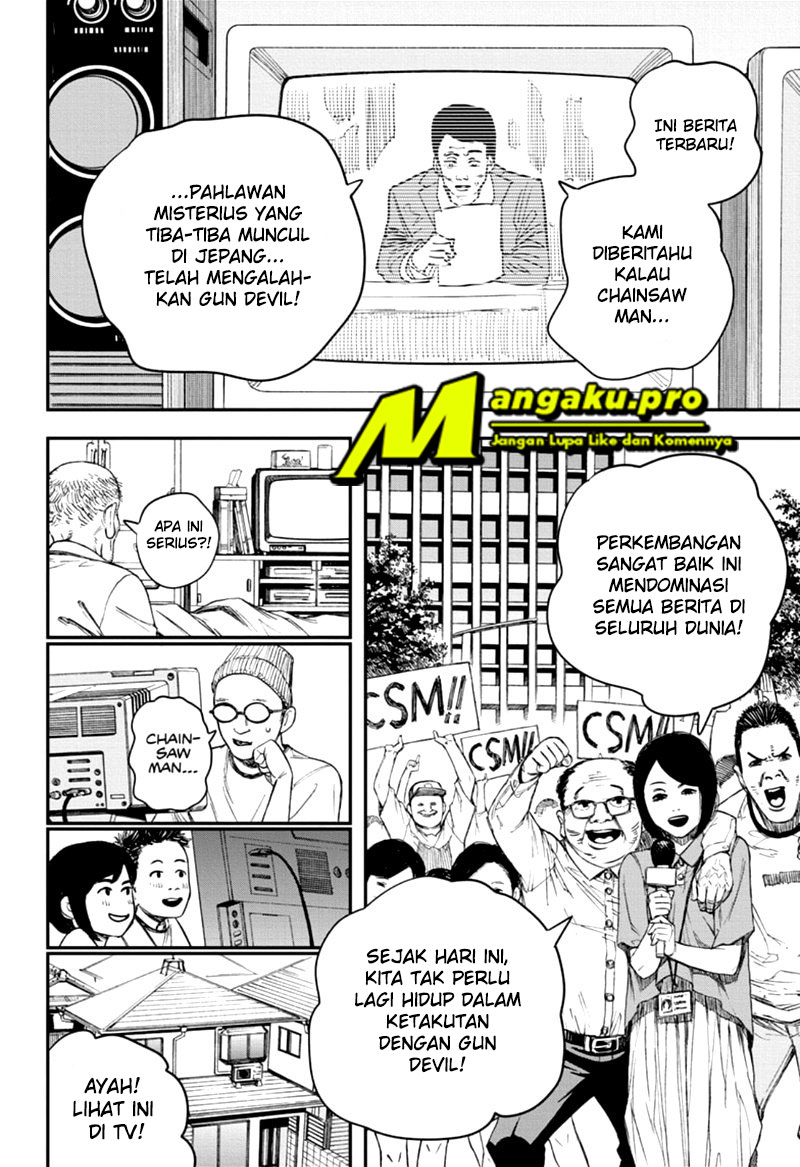 INI BERITA
TERBARU!
KAMI
DIBERITAHU
KALAU
CHAINSAW
MAN...
...PAHLAWAN
MISTERIUS YANG
TIBA-TIBA MUNCUL
DI JEPANG...
TELAH MENGALAH-
KAN GUN DEVIL!
Mangaku.pro
Jangan Lupa Like dan Komennya
PERKEMBANGAN
SANGAT BAIK INI
MENDOMINASI
SEMUA BERITA DI
SELURUH DUNIA!
CSM!!
CSM!!
CSM!!
SEJAK HARI INI,
KITA TAK PERLU
LAGI HIDUP DALAM
KETAKUTAN
DENGAN GUN
DEVIL!
APA INI
SERIUS?!
CHAIN-
SAW
MAN...
AYAH!
LIHAT INI
DI TV!